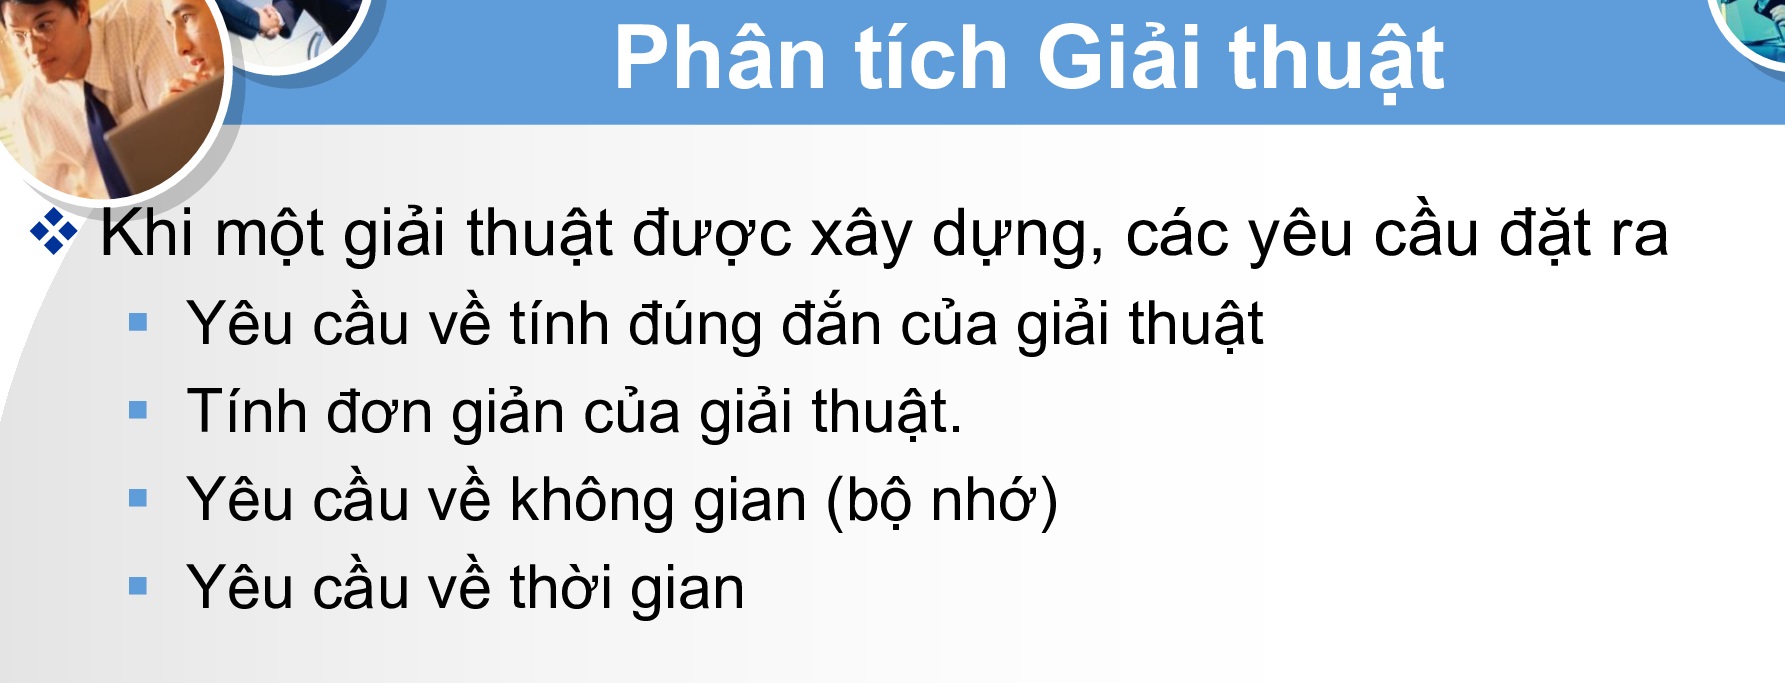 Phân tích Giải thuật
Khi một giải thuật được xây dựng, các yêu cầu đặt ra
Yêu cầu về tính đúng đắn của giải thuật
Tính đơn giản của giải thuật.
Yêu cầu về không gian (bộ nhớ)
Yêu cầu về thời gian